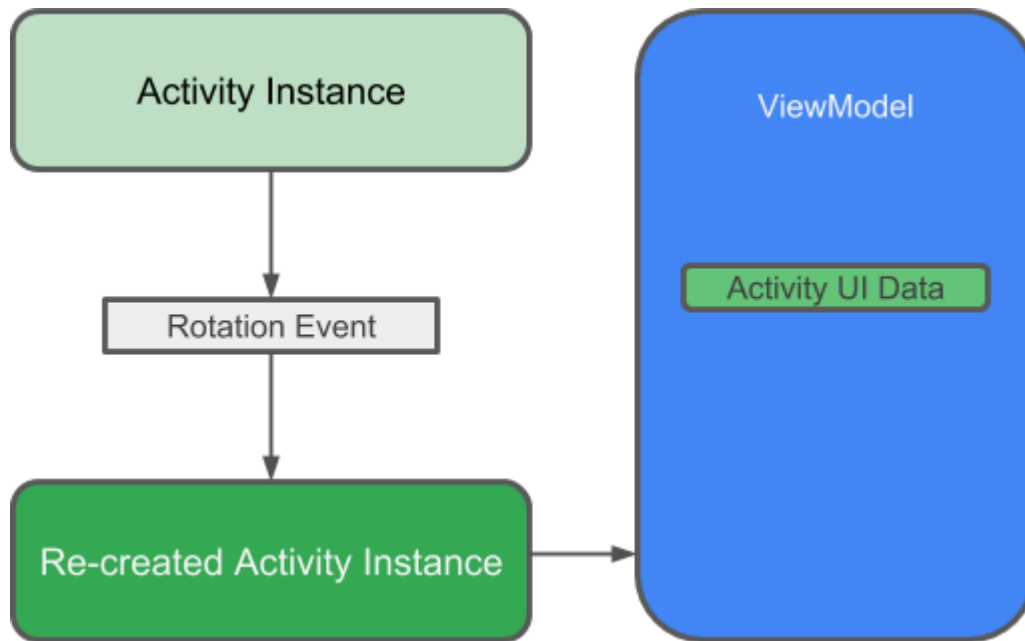 Activity Instance
ViewModel
Activity UI Data
Rotation Event
Re-created Activity Instance